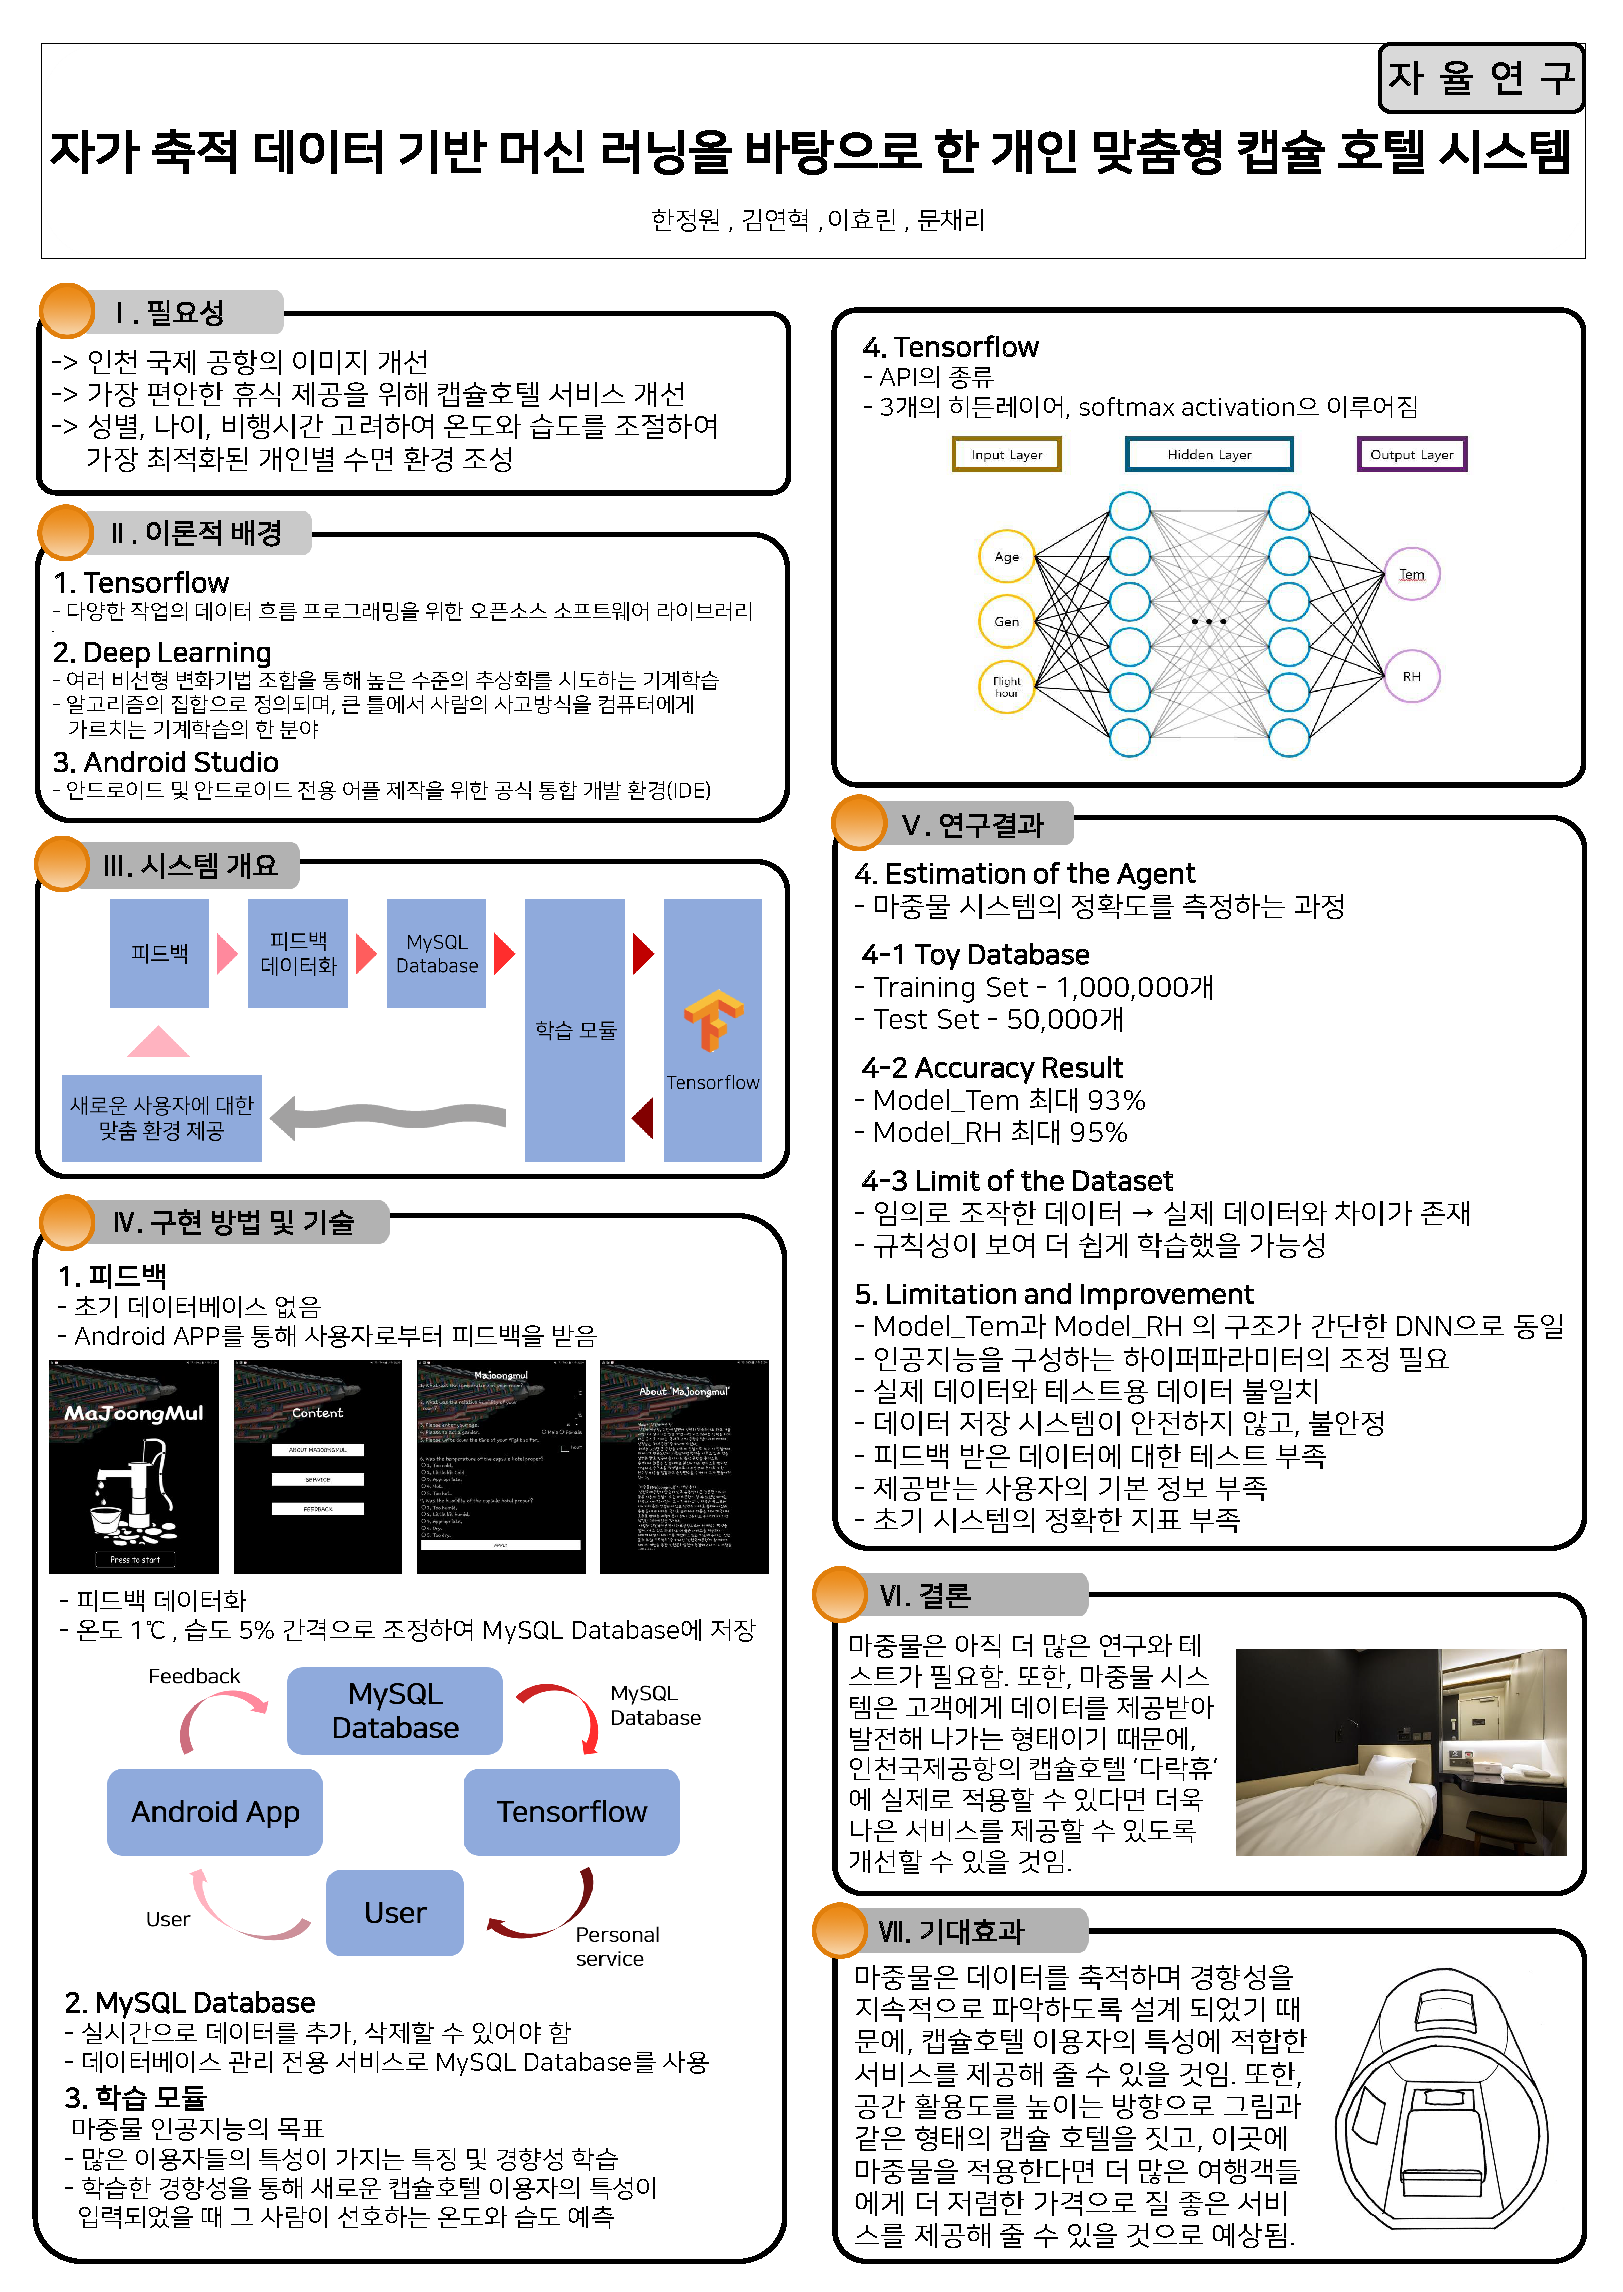 자 율 연 구
자가 축적 데이터 기반 머신 러닝을 바탕으로 한 개인 맞춤형 캡슐 호텔 시스템
한정원 , 김연혁 ,이효린 , 문채리
Ⅰ. 필요성
-> 인천 국제 공항의 이미지 개선
-> 가장 편안한 휴식 제공을 위해 캡슐호텔 서비스 개선
-> 성별, 나이, 비행시간 고려하여 온도와 습도를 조절하여
가장 최적화된 개인별 수면 환경 조성
Ⅱ. 이론적 배경
1. Tensorflow
- 다양한 작업의 데이터 흐름 프로그래밍을 위한 오픈소스 소프트웨어 라이브러리
.
2. Deep Learning
- 여러 비선형 변화기법 조합을 통해 높은 수준의 추상화를 시도하는 기계학습
- 알고리즘의 집합으로 정의되며, 큰 틀에서 사람의 사고방식을 컴퓨터에게
가르치는 기계학습의 한 분야
3. Android Studio
- 안드로이드 및 안드로이드 전용 어플 제작을 위한 공식 통합 개발 환경(IDE)
Ⅲ. 시스템 개요
피드백
피드백
데이터화
MySQL
Database
학습 모듈
Tensorflow
새로운 사용자에 대한
맞춤 환경 제공
Ⅳ. 구현 방법 및 기술
1. 피드백
- 초기 데이터베이스 없음
- Android APP를 통해 사용자로부터 피드백을 받음
MaJoongMul
Press to start
Content
ABOUT MAJOONGMUL
SERVICE
FEEDBACK
Majoongmul
3. Please enter your age.
4. Please select a gender.
Male Female
6. Was the temperature of the capsule hotel proper?
7. Was the humidity of the capsule hotel proper?
APPLY
About 'Majoongmul'
- 피드백 데이터화
- 온도 1℃ , 습도 5% 간격으로 조정하여 MySQL Database에 저장
Feedback
MySQL
Database
MySQL
Database
Android App
Tensorflow
User
User
Personal
service
2. MySQL Database
- 실시간으로 데이터를 추가, 삭제할 수 있어야 함
- 데이터베이스 관리 전용 서비스로 MySQL Database를 사용
3. 학습 모듈
마중물 인공지능의 목표
- 많은 이용자들의 특성이 가지는 특징 및 경향성 학습
- 학습한 경향성을 통해 새로운 캡슐호텔 이용자의 특성이
입력되었을 때 그 사람이 선호하는 온도와 습도 예측
4. Tensorflow
- API의 종류
- 3개의 히든레이어, softmax activation으 이루어짐
Input Layer
Hidden Layer
Output Layer
Age
Gen
Flight
hour
Tem
RH
Ⅴ. 연구결과
4. Estimation of the Agent
- 마중물 시스템의 정확도를 측정하는 과정
4-1 Toy Database
- Training Set - 1,000,000개
- Test Set - 50,000개
4-2 Accuracy Result
- Model_Tem 최대 93%
- Model_RH 최대 95%
4-3 Limit of the Dataset
- 임의로 조작한 데이터 → 실제 데이터와 차이가 존재
- 규칙성이 보여 더 쉽게 학습했을 가능성
5. Limitation and Improvement
- Model_Tem과 Model_RH 의 구조가 간단한 DNN으로 동일
- 인공지능을 구성하는 하이퍼파라미터의 조정 필요
- 실제 데이터와 테스트용 데이터 불일치
- 데이터 저장 시스템이 안전하지 않고, 불안정
- 피드백 받은 데이터에 대한 테스트 부족
- 제공받는 사용자의 기본 정보 부족
- 초기 시스템의 정확한 지표 부족
Ⅵ. 결론
마중물은 아직 더 많은 연구와 테
스트가 필요함. 또한, 마중물 시스
템은 고객에게 데이터를 제공받아
발전해 나가는 형태이기 때문에,
인천국제공항의 캡슐호텔 ‘다락휴’
에 실제로 적용할 수 있다면 더욱
나은 서비스를 제공할 수 있도록
개선할 수 있을 것임.
Ⅶ. 기대효과
마중물은 데이터를 축적하며 경향성을
지속적으로 파악하도록 설계 되었기 때
문에, 캡슐호텔 이용자의 특성에 적합한
서비스를 제공해 줄 수 있을 것임. 또한,
공간 활용도를 높이는 방향으로 그림과
같은 형태의 캡슐 호텔을 짓고, 이곳에
마중물을 적용한다면 더 많은 여행객들
에게 더 저렴한 가격으로 질 좋은 서비
스를 제공해 줄 수 있을 것으로 예상됨.